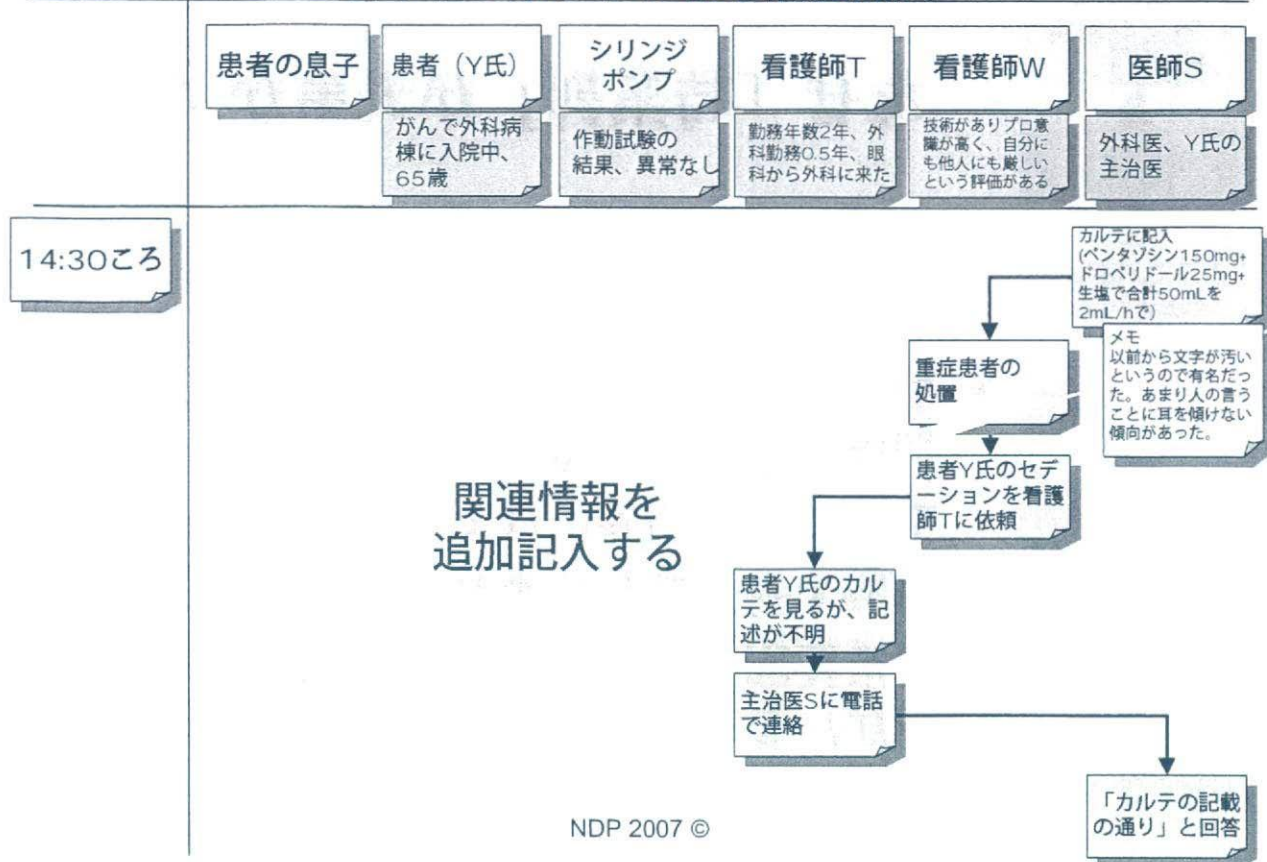 患者の息子
患者（Y氏）
シリンジ
ポンプ
看護師T
看護師W
医師S
がんで外科病
棟に入院中、
65歳
作動試験の
結果、異常なし
勤務年数2年、外
科勤務0.5年、眼
科から外科に来た
技術がありプロ意
識が高く、自分に
も他人にも厳しい
という評価がある
外科医、Y氏の
主治医
14:30ころ
カルテに記入
(ペンタゾシン150mg+
ドロペリドール25mg+
生塩で合計50mLを
2mL/hで)
メモ
以前から文字が汚い
というので有名だっ
た。あまり人の言う
ことに耳を傾けない
傾向があった。
重症患者の
処置
患者Y氏のセデ
ーションを看護
師Tに依頼
関連情報を
追加記入する
患者Y氏のカル
テを見るが、記
述が不明
主治医Sに電話
で連絡
「カルテの記載
の通り」と回答
NDP 2007 ©